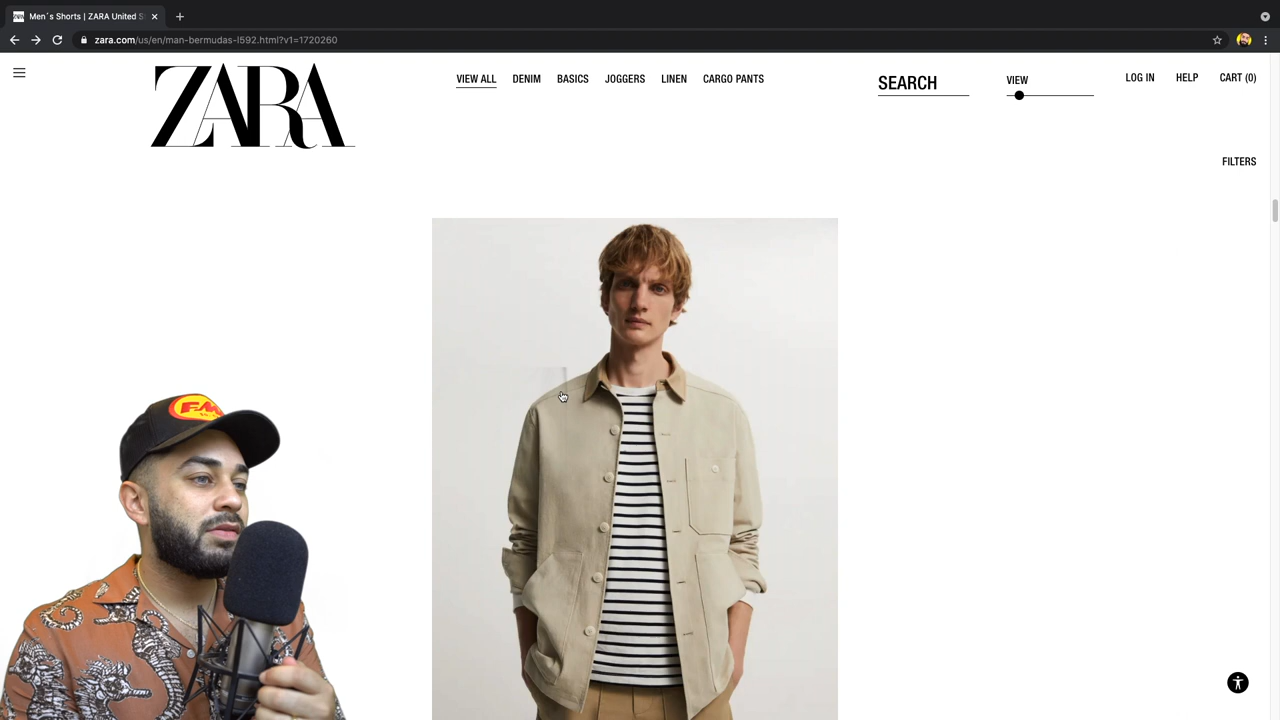 Men´s Shorts | ZARA United S
zara.com/us/en/man-bermudas-l592.html?v1=1720260
ZARA
VIEW ALL DENIM BASICS JOGGERS LINEN CARGO PANTS
SEARCH
VIEW
LOG IN HELP CART (0)
FILTERS